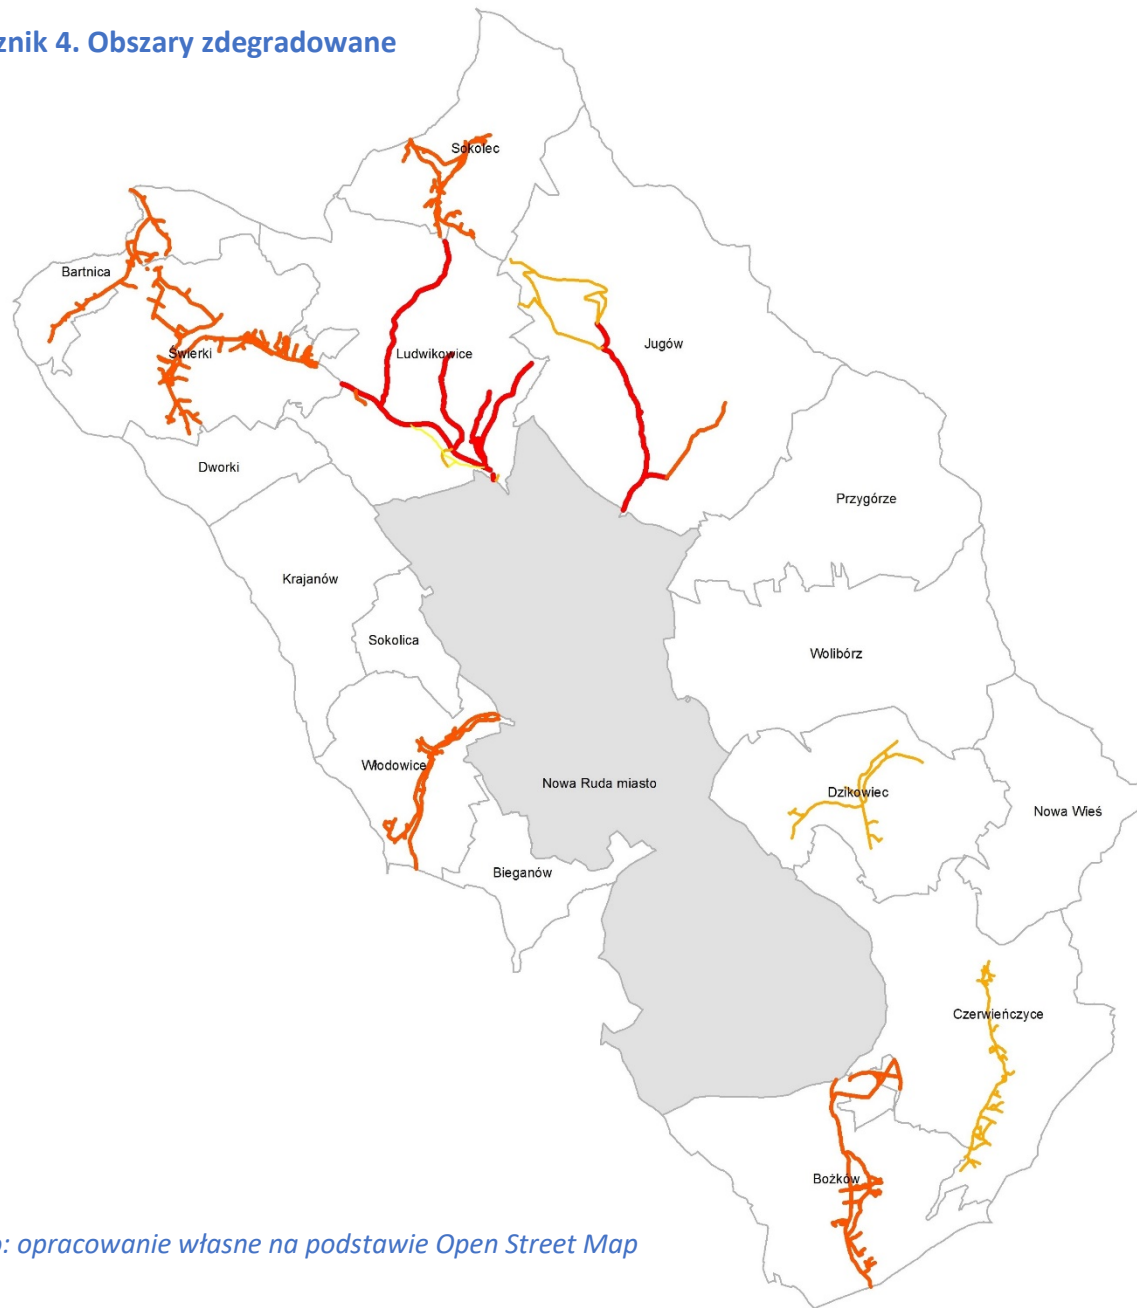 znik 4. Obszary zdegradowane
Sokolec
Bartnica
Świerki
Ludwikowice
Jugów
Dworki
Przygórze
Krajanów
Sokolica
Wolibórz
Włodowice
Nowa Ruda miasto
Dzikowiec
Nowa Wieś
Bieganów
Czerwieńczyce
Bożków
o: opracowanie własne na podstawie Open Street Map